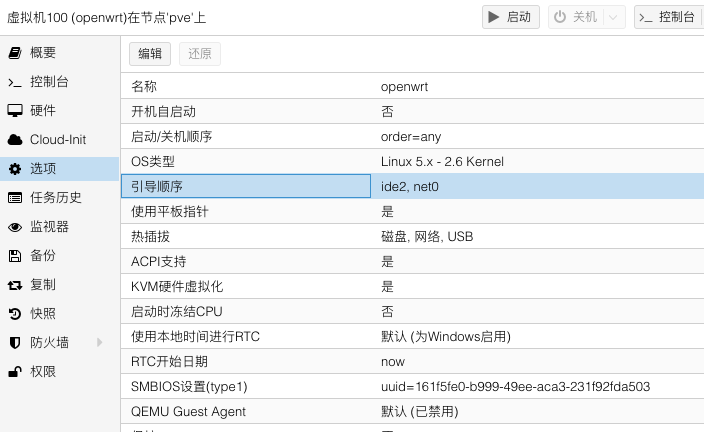 虚拟机100 (openwrt)在节点'pve'上
启动
关机
控制台
概要
控制台
硬件
Cloud-Init
选项
任务历史
监视器
备份
复制
快照
防火墙
权限
编辑
还原
名称 openwrt
开机自启动 否
启动/关机顺序 order=any
OS类型 Linux 5.x - 2.6 Kernel
引导顺序 ide2, net0
使用平板指针 是
热插拔 磁盘, 网络, USB
ACPI支持 是
KVM硬件虚拟化 是
启动时冻结CPU 否
使用本地时间进行RTC 默认 (为Windows启用)
RTC开始日期 now
SMBIOS设置(type1) uuid=161f5fe0-b999-49ee-aca3-231f92fda503
QEMU Guest Agent 默认 (已禁用)